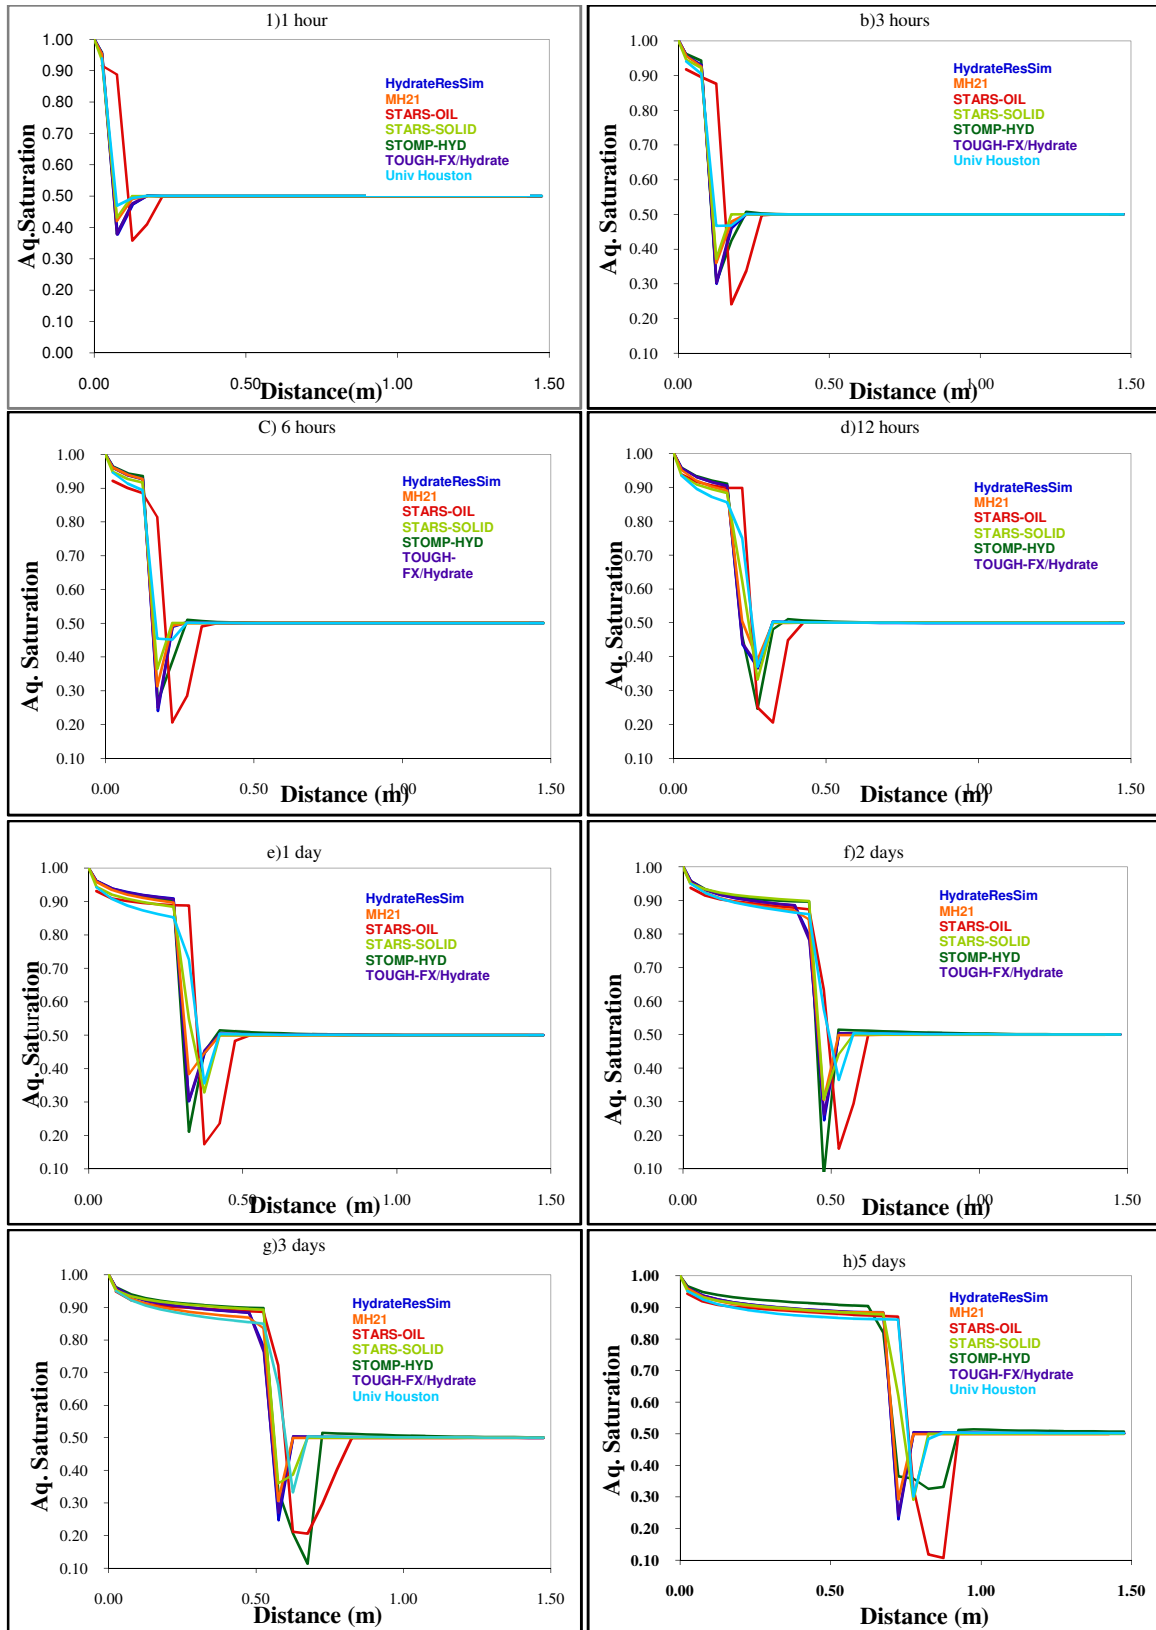 1)1 hour
1.00
0.90
0.80
0.70
0.60
0.50
0.40
0.30
0.20
0.10
0.00
Aq.Saturation
HydrateResSim
MH21
STARS-OIL
STARS-SOLID
STOMP-HYD
TOUGH-FX/Hydrate
Univ Houston
0.00 0.50 1.00 1.50
Distance(m)
b)3 hours
1.00
0.90
0.80
0.70
0.60
0.50
0.40
0.30
0.20
0.10
Aq. Saturation
HydrateResSim
MH21
STARS-OIL
STARS-SOLID
STOMP-HYD
TOUGH-FX/Hydrate
Univ Houston
0.00 0.50 1.00 1.50
Distance (m)
C) 6 hours
1.00
0.90
0.80
0.70
0.60
0.50
0.40
0.30
0.20
0.10
Aq. Saturation
HydrateResSim
MH21
STARS-OIL
STARS-SOLID
STOMP-HYD
TOUGH-
FX/Hydrate
0.00 0.50 1.00 1.50
Distance (m)
d)12 hours
1.00
0.90
0.80
0.70
0.60
0.50
0.40
0.30
0.20
0.10
Aq. Saturation
HydrateResSim
MH21
STARS-OIL
STARS-SOLID
STOMP-HYD
TOUGH-FX/Hydrate
0.00 0.50 1.00 1.50
Distance (m)
e)1 day
1.00
0.90
0.80
0.70
0.60
0.50
0.40
0.30
0.20
0.10
Aq. Saturation
HydrateResSim
MH21
STARS-OIL
STARS-SOLID
STOMP-HYD
TOUGH-FX/Hydrate
0.00 0.50 1.00 1.50
Distance (m)
f)2 days
1.00
0.90
0.80
0.70
0.60
0.50
0.40
0.30
0.20
0.10
Aq. Saturation
HydrateResSim
MH21
STARS-OIL
STARS-SOLID
STOMP-HYD
TOUGH-FX/Hydrate
0.00 0.50 1.00 1.50
Distance (m)
g)3 days
1.00
0.90
0.80
0.70
0.60
0.50
0.40
0.30
0.20
0.10
Aq. Saturation
HydrateResSim
MH21
STARS-OIL
STARS-SOLID
STOMP-HYD
TOUGH-FX/Hydrate
Univ Houston
0.00 0.50 1.00 1.50
Distance (m)
h)5 days
1.00
0.90
0.80
0.70
0.60
0.50
0.40
0.30
0.20
0.10
Aq. Saturation
HydrateResSim
MH21
STARS-OIL
STARS-SOLID
STOMP-HYD
TOUGH-FX/Hydrate
Univ Houston
0.00 0.50 1.00 1.50
Distance (m)